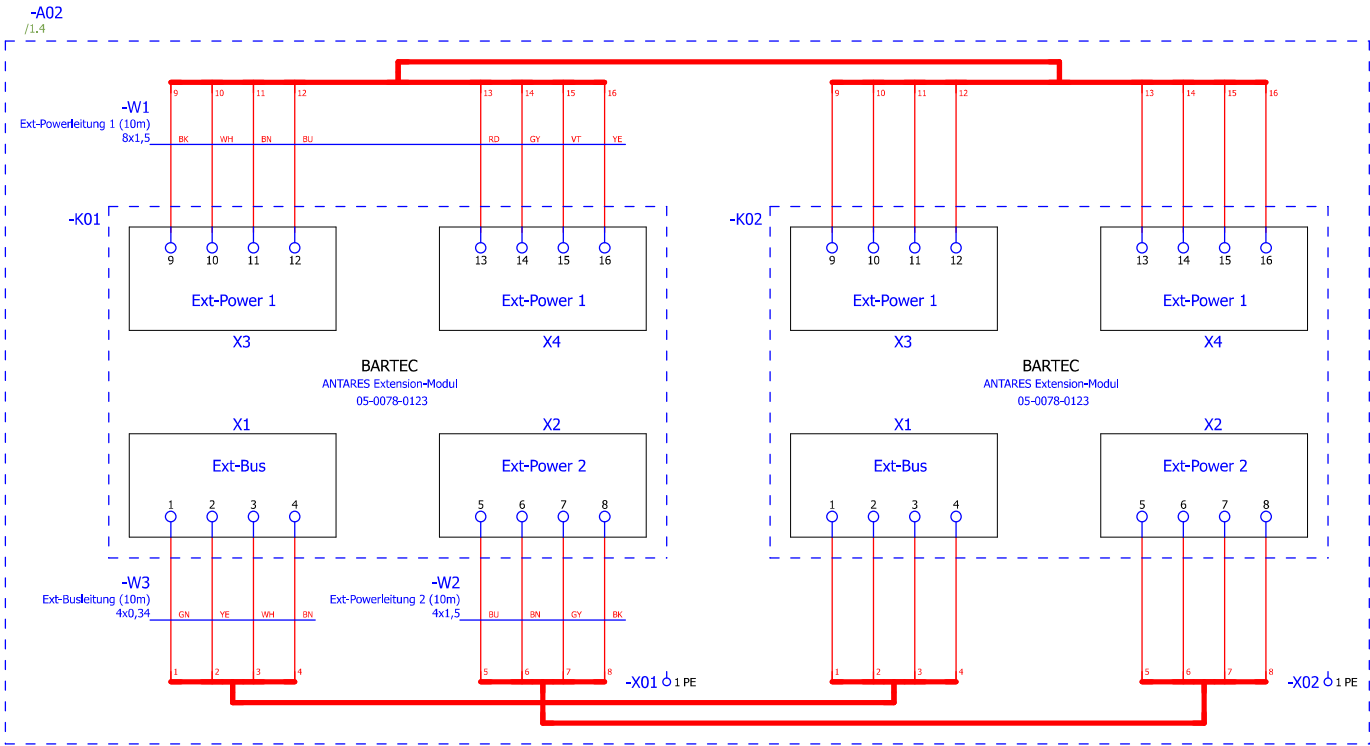 -A02
/1.4
9 10 11 12 13 14 15 16 9 10 11 12 13 14 15 16
-W1
Ext-Powerleitung 1 (10m)
8x1,5
BK WH BN BU RD GY VT YE
-K01
-K02
9 10 11 12 13 14 15 16 9 10 11 12 13 14 15 16
Ext-Power 1 Ext-Power 1 Ext-Power 1 Ext-Power 1
X3 X4 X3 X4
BARTEC BARTEC
ANTARES Extension-Modul ANTARES Extension-Modul
05-0078-0123 05-0078-0123
X1 X2 X1 X2
Ext-Bus Ext-Power 2 Ext-Bus Ext-Power 2
1 2 3 4 5 6 7 8 1 2 3 4 5 6 7 8
-W3 -W2
Ext-Busleitung (10m) Ext-Powerleitung 2 (10m)
4x0,34 4x1,5
GN YE WH BN BU BN GY BK
1 2 3 4 5 6 7 8 1 2 3 4 5 6 7 8
-X01 1 PE -X02 1 PE